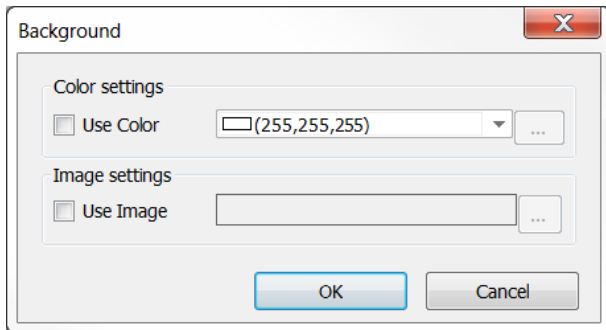 Background
X
Color settings
Use Color (255,255,255) ...
Image settings
Use Image ...
OK Cancel